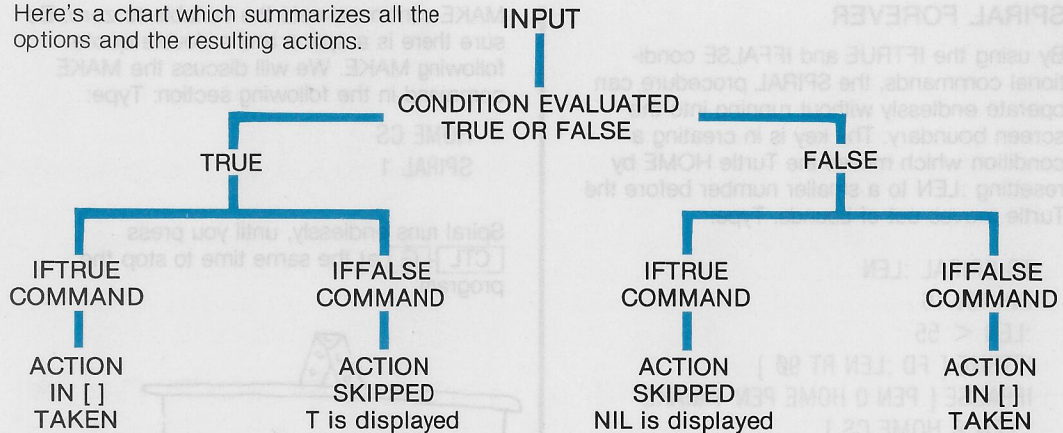 Here's a chart which summarizes all the
options and the resulting actions.
INPUT
CONDITION EVALUATED
TRUE OR FALSE
TRUE
FALSE
IFTRUE
COMMAND
IFFALSE
COMMAND
IFTRUE
COMMAND
IFFALSE
COMMAND
ACTION
IN [ ]
TAKEN
ACTION
SKIPPED
T is displayed
ACTION
SKIPPED
NIL is displayed
ACTION
IN [ ]
TAKEN